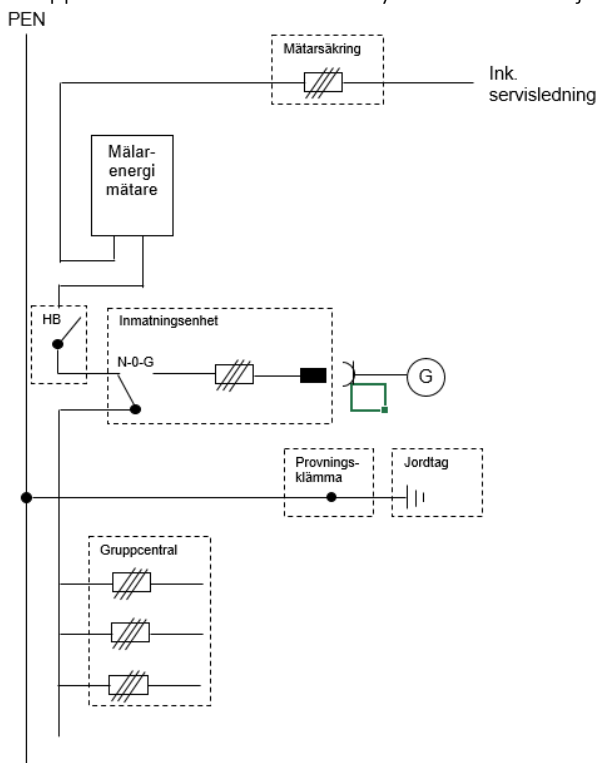 PEN
Mätarsäkring
Ink.
servisledning
Mälar-
energi
mätare
HB
Inmatningsenhet
N-0-G
G
Provnings-
klämma
Jordtag
Gruppcentral